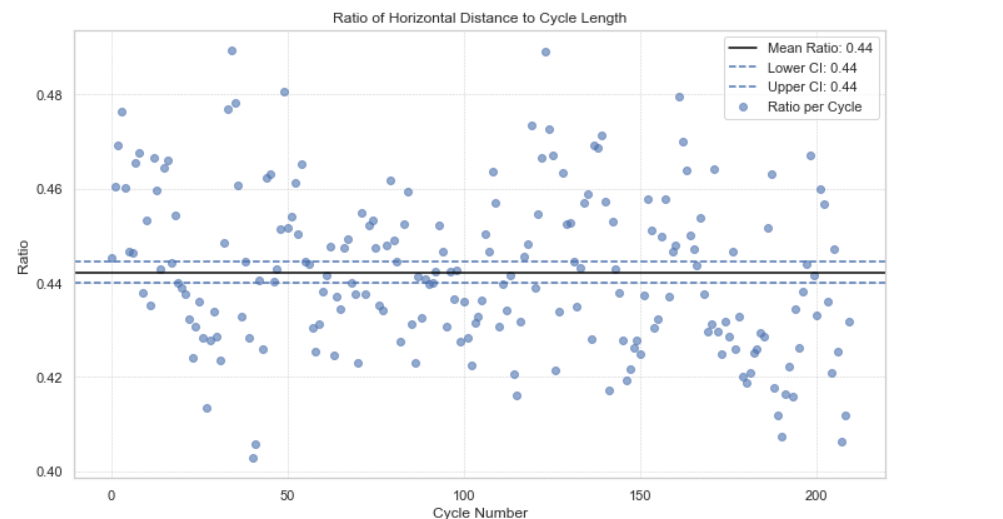 Ratio of Horizontal Distance to Cycle Length
Mean Ratio: 0.44
Lower CI: 0.44
Upper CI: 0.44
Ratio per Cycle
0.48
0.46
0.44
0.42
0.40
Ratio
0 50 100 150 200
Cycle Number